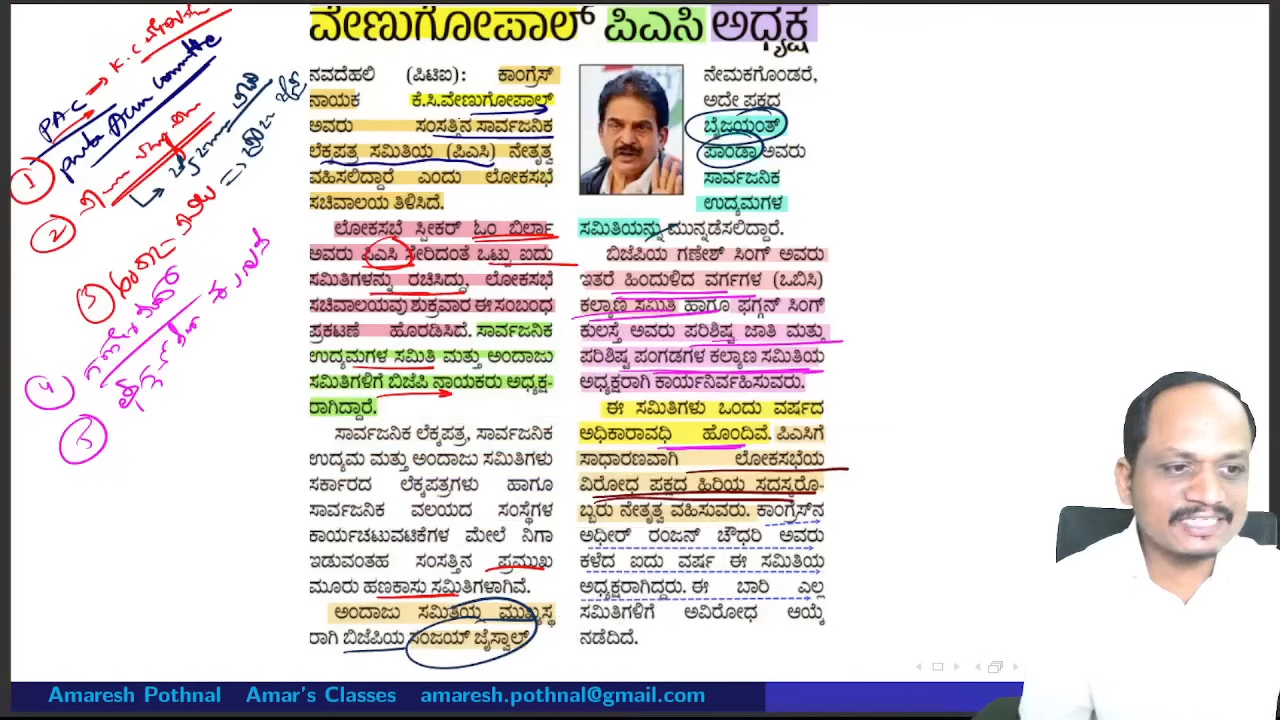 ವೇಣುಗೋಪಾಲ್ ಪಿಎಸಿ ಅಧ್ಯಕ್ಷ
ನವದೆಹಲಿ (ಪಿಟಿಐ): ಕಾಂಗ್ರೆಸ್
ನಾಯಕ ಕೆ.ಸಿ.ವೇಣುಗೋಪಾಲ್
ಅವರು ಸಂಸತ್ತಿನ ಸಾರ್ವಜನಿಕ
ಲೆಕ್ಕಪತ್ರ ಸಮಿತಿಯ (ಪಿಎಸಿ) ನೇತೃತ್ವ
ವಹಿಸಲಿದ್ದಾರೆ ಎಂದು ಲೋಕಸಭೆ
ಸಚಿವಾಲಯ ತಿಳಿಸಿದೆ.
ಲೋಕಸಭೆ ಸ್ಪೀಕರ್ ಓಂ ಬಿರ್ಲಾ
ಅವರು ಪಿಎಸಿ ಸೇರಿದಂತೆ ಒಟ್ಟು ಐದು
ಸಮಿತಿಗಳನ್ನು ರಚಿಸಿದ್ದು, ಲೋಕಸಭೆ
ಸಚಿವಾಲಯವು ಶುಕ್ರವಾರ ಈ ಸಂಬಂಧ
ಪ್ರಕಟಣೆ ಹೊರಡಿಸಿದೆ. ಸಾರ್ವಜನಿಕ
ಉದ್ಯಮಗಳ ಸಮಿತಿ ಮತ್ತು ಅಂದಾಜು
ಸಮಿತಿಗಳಿಗೆ ಬಿಜೆಪಿ ನಾಯಕರು ಅಧ್ಯಕ್ಷ-
ರಾಗಿದ್ದಾರೆ.
ಸಾರ್ವಜನಿಕ ಲೆಕ್ಕಪತ್ರ, ಸಾರ್ವಜನಿಕ
ಉದ್ಯಮ ಮತ್ತು ಅಂದಾಜು ಸಮಿತಿಗಳು
ಸರ್ಕಾರದ ಲೆಕ್ಕಪತ್ರಗಳು ಹಾಗೂ
ಸಾರ್ವಜನಿಕ ವಲಯದ ಸಂಸ್ಥೆಗಳ
ಕಾರ್ಯಚಟುವಟಿಕೆಗಳ ಮೇಲೆ ನಿಗಾ
ಇಡುವಂತಹ ಸಂಸತ್ತಿನ ಪ್ರಮುಖ
ಮೂರು ಹಣಕಾಸು ಸಮಿತಿಗಳಾಗಿವೆ.
ಅಂದಾಜು ಸಮಿತಿಯ ಮುಖ್ಯಸ್ಥ
ರಾಗಿ ಬಿಜೆಪಿಯ ಸಂಜಯ್ ಜೈಸ್ವಾಲ್
ನೇಮಕಗೊಂಡರೆ,
ಅದೇ ಪಕ್ಷದ
ಬೈಜಯಂತ್
ಪಾಂಡಾ ಅವರು
ಸಾರ್ವಜನಿಕ
ಉದ್ಯಮಗಳ
ಸಮಿತಿಯನ್ನು ಮುನ್ನಡೆಸಲಿದ್ದಾರೆ.
ಬಿಜೆಪಿಯ ಗಣೇಶ್ ಸಿಂಗ್ ಅವರು
ಇತರೆ ಹಿಂದುಳಿದ ವರ್ಗಗಳ (ಒಬಿಸಿ)
ಕಲ್ಯಾಣ ಸಮಿತಿ ಹಾಗೂ ಫಗ್ಗನ್ ಸಿಂಗ್
ಕುಲಸ್ತೆ ಅವರು ಪರಿಶಿಷ್ಟ ಜಾತಿ ಮತ್ತು
ಪರಿಶಿಷ್ಟ ಪಂಗಡಗಳ ಕಲ್ಯಾಣ ಸಮಿತಿಯ
ಅಧ್ಯಕ್ಷರಾಗಿ ಕಾರ್ಯನಿರ್ವಹಿಸುವರು.
ಈ ಸಮಿತಿಗಳು ಒಂದು ವರ್ಷದ
ಅಧಿಕಾರಾವಧಿ ಹೊಂದಿವೆ. ಪಿಎಸಿಗೆ
ಸಾಧಾರಣವಾಗಿ ಲೋಕಸಭೆಯ
ವಿರೋಧ ಪಕ್ಷದ ಹಿರಿಯ ಸದಸ್ಯರೊ-
ಬ್ಬರು ನೇತೃತ್ವ ವಹಿಸುವರು. ಕಾಂಗ್ರೆಸ್‌ನ
ಅಧೀರ್ ರಂಜನ್ ಚೌಧರಿ ಅವರು
ಕಳೆದ ಐದು ವರ್ಷ ಈ ಸಮಿತಿಯ
ಅಧ್ಯಕ್ಷರಾಗಿದ್ದರು. ಈ ಬಾರಿ ಎಲ್ಲ
ಸಮಿತಿಗಳಿಗೆ ಅವಿರೋಧ ಆಯ್ಕೆ
ನಡೆದಿದೆ.
Amaresh Pothnal Amar's Classes amaresh.pothnal@gmail.com